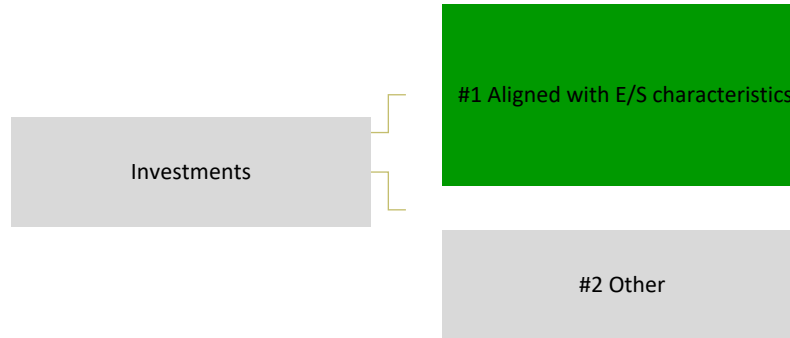 #1 Aligned with E/S characteristics
Investments
#2 Other